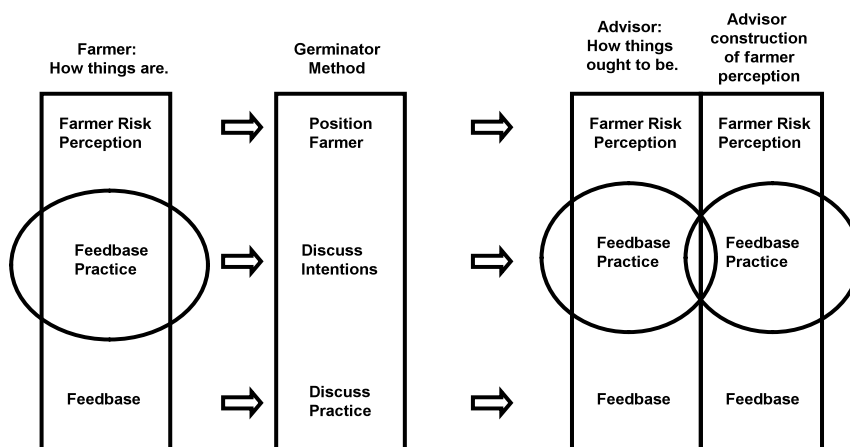 Farmer:
How things are.
Germinator
Method
Advisor:
How things
ought to be.
Advisor
construction
of farmer
perception
Farmer Risk
Perception
Position
Farmer
Farmer Risk
Perception
Farmer Risk
Perception
Feedbase
Practice
Discuss
Intentions
Feedbase
Practice
Feedbase
Practice
Feedbase
Discuss
Practice
Feedbase
Feedbase